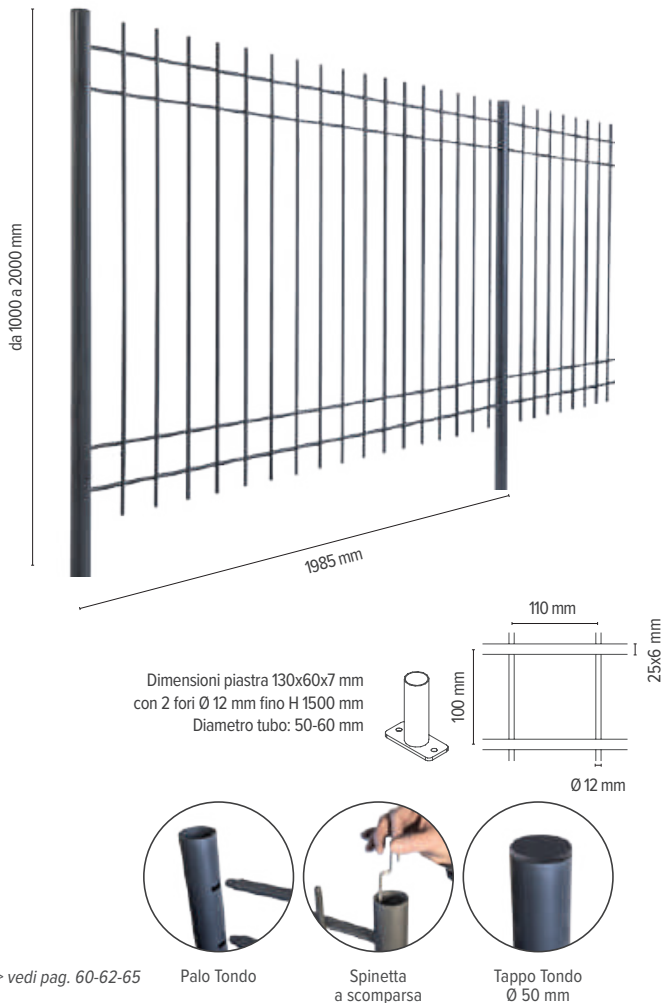 da 1000 a 2000 mm
1985 mm
110 mm
25x6 mm
100 mm
Ø 12 mm
Dimensioni piastra 130x60x7 mm
con 2 fori Ø 12 mm fino H 1500 mm
Diametro tubo: 50-60 mm
> vedi pag. 60-62-65
Palo Tondo
Spinetta
a scomparsa
Tappo Tondo
Ø 50 mm